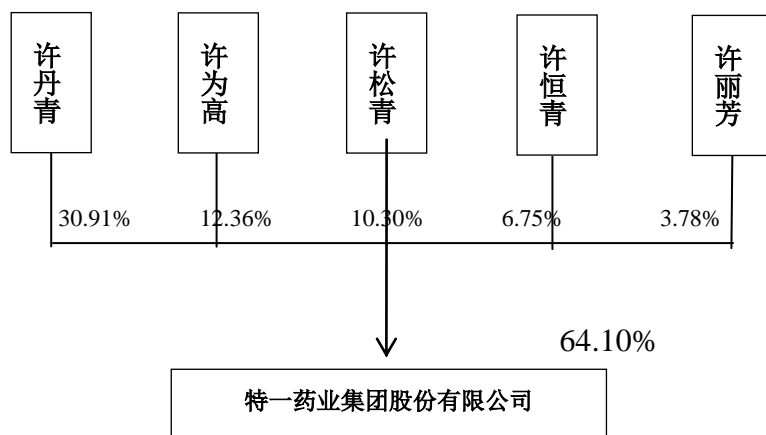 许丹青
许为高
许松青
许恒青
许丽芳
30.91%
12.36%
10.30%
6.75%
3.78%
64.10%
特一药业集团股份有限公司